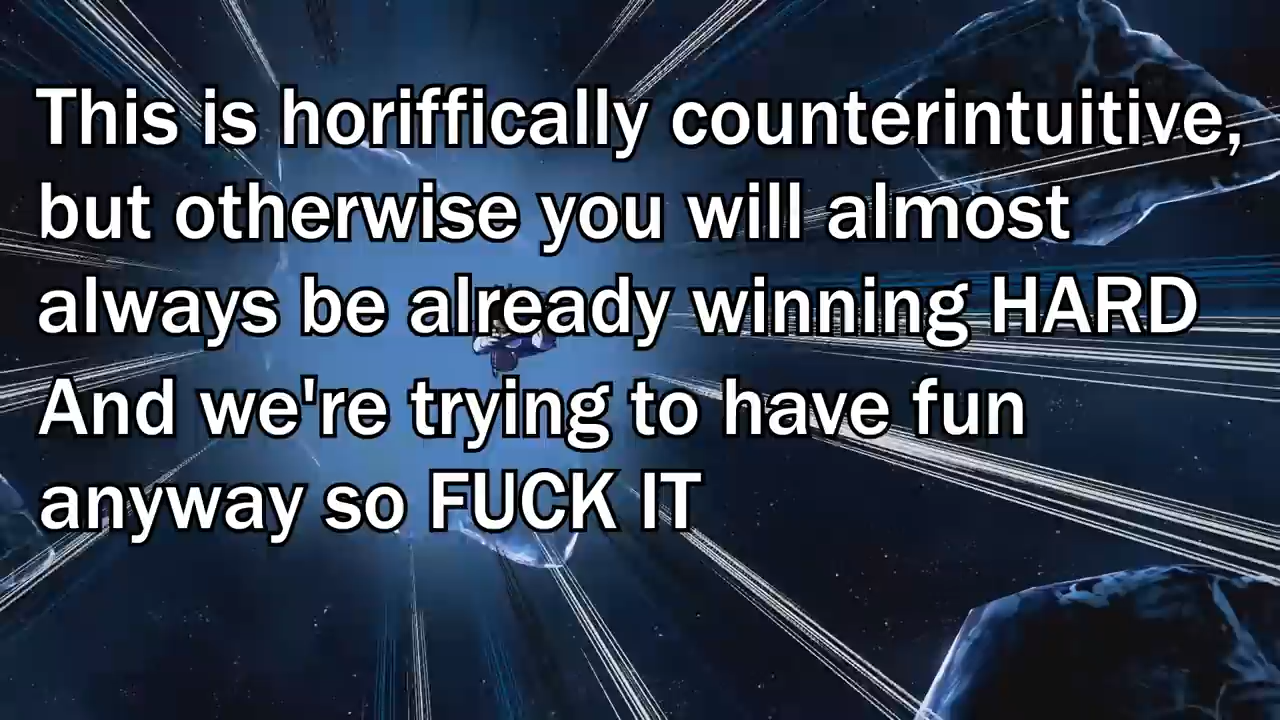 This is horiffically counterintuitive,
but otherwise you will almost
always be already winning HARD
And we're trying to have fun
anyway so FUCK IT